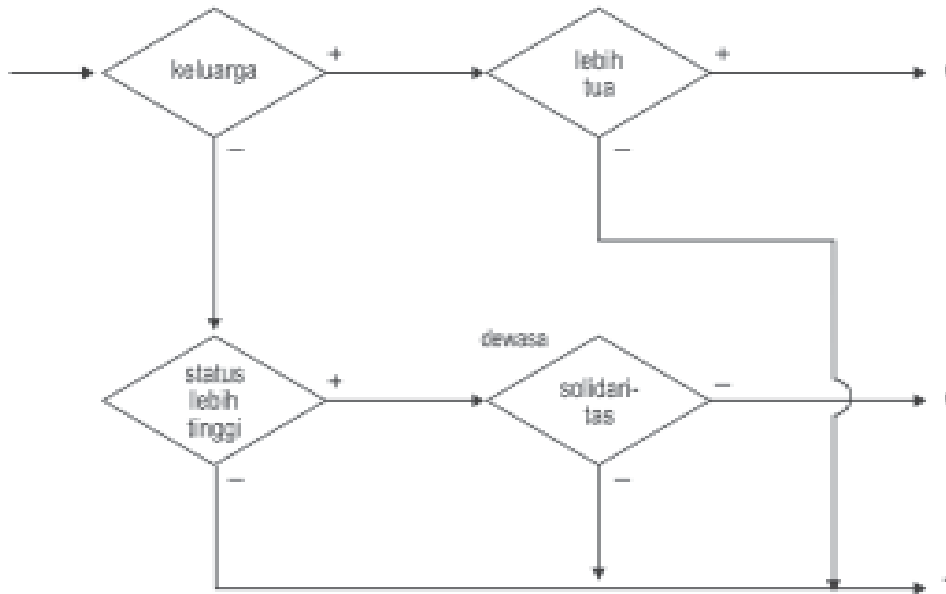 keluarga
+
lebih
tua
+
–
–
dewasa
status
lebih
tinggi
+
solidari-
tas
–
–
–